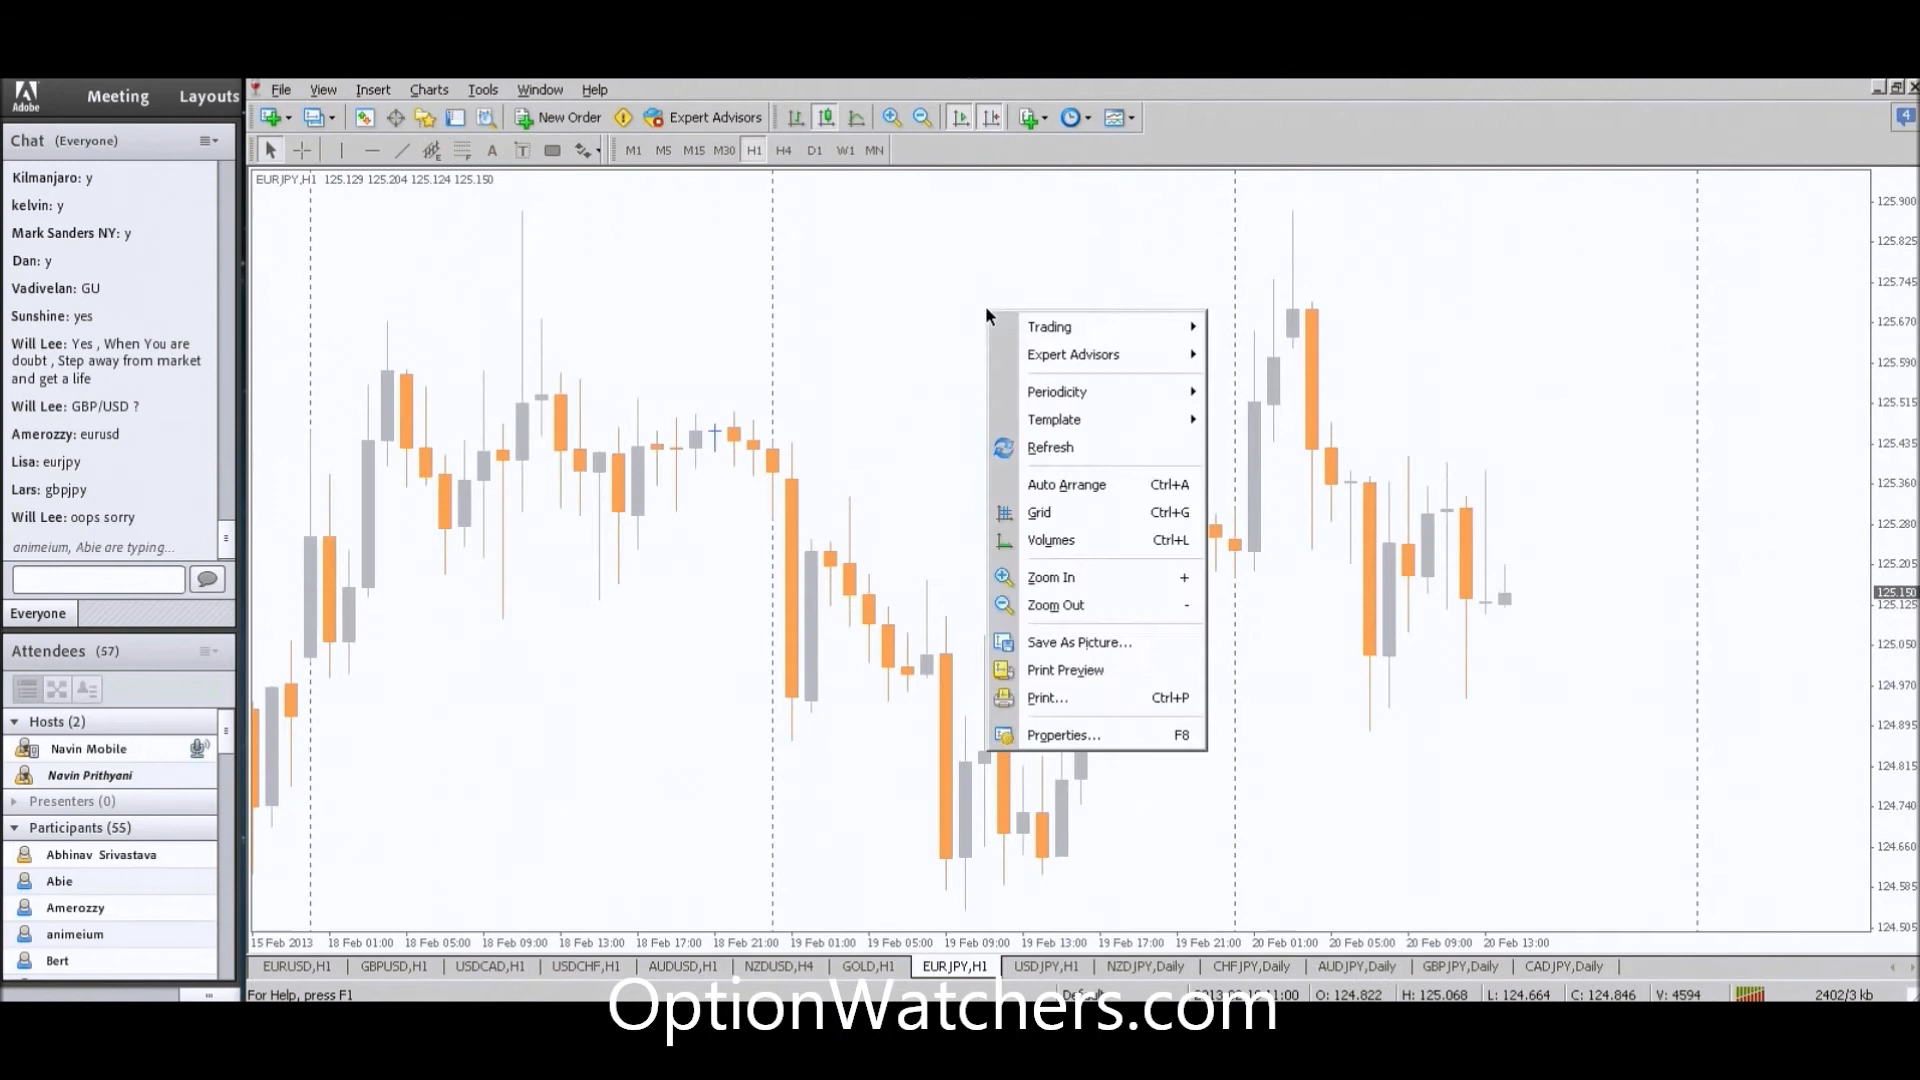 Adobe
Meeting
Layouts
Chat (Everyone)
Kilmanjaro: y
kelvin: y
Mark Sanders NY: y
Dan: y
Vadivelan: GU
Sunshine: yes
Will Lee: Yes , When You are
doubt , Step away from market
and get a life
Will Lee: GBP/USD ?
Amerozzy: eurusd
Lisa: eurjpy
Lars: gbpjpy
Will Lee: oops sorry
animeium, Abie are typing...
Everyone
Attendees (57)
Hosts (2)
Navin Mobile
Navin Prithyani
Presenters (0)
Participants (55)
Abhinav Srivastava
Abie
Amerozzy
animeium
Bert
File View Insert Charts Tools Window Help
New Order Expert Advisors
4
A T M1 M5 M15 M30 H1 H4 D1 W1 MN
EURJPY,H1 125.129 125.204 125.124 125.150
Trading
Expert Advisors
Periodicity
Template
Refresh
Auto Arrange Ctrl+A
Grid Ctrl+G
Volumes Ctrl+L
Zoom In +
Zoom Out -
Save As Picture...
Print Preview
Print... Ctrl+P
Properties... F8
125.900
125.825
125.745
125.670
125.590
125.515
125.435
125.360
125.280
125.205
125.150
125.125
125.050
124.970
124.895
124.815
124.740
124.660
124.585
124.505
15 Feb 2013 18 Feb 01:00 18 Feb 05:00 18 Feb 09:00 18 Feb 13:00 18 Feb 17:00 18 Feb 21:00 19 Feb 01:00 19 Feb 05:00 19 Feb 09:00 19 Feb 13:00 19 Feb 17:00 19 Feb 21:00 20 Feb 01:00 20 Feb 05:00 20 Feb 09:00 20 Feb 13:00
EURUSD,H1 GBPUSD,H1 USDCAD,H1 USDCHF,H1 AUDUSD,H1 NZDUSD,H4 GOLD,H1 EURJPY,H1 USDJPY,H1 NZDJPY,Daily CHFJPY,Daily AUDJPY,Daily GBPJPY,Daily CADJPY,Daily
For Help, press F1 Default 2013.02.19 11:00 O: 124.822 H: 125.068 L: 124.664 C: 124.846 V: 4594 2402/3 kb
OptionWatchers.com